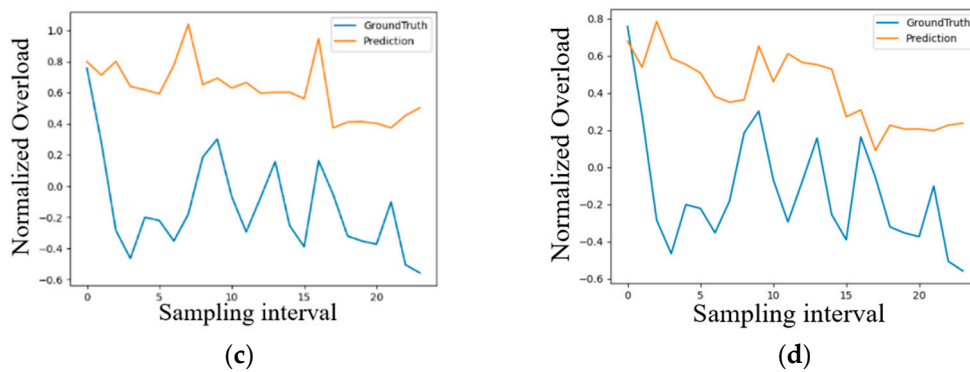 GroundTruth
Prediction
1.0
0.8
0.6
0.4
0.2
0.0
−0.2
−0.4
−0.6
Normalized Overload
0 5 10 15 20
Sampling interval
(c)
GroundTruth
Prediction
0.8
0.6
0.4
0.2
0.0
−0.2
−0.4
−0.6
Normalized Overload
0 5 10 15 20
Sampling interval
(d)